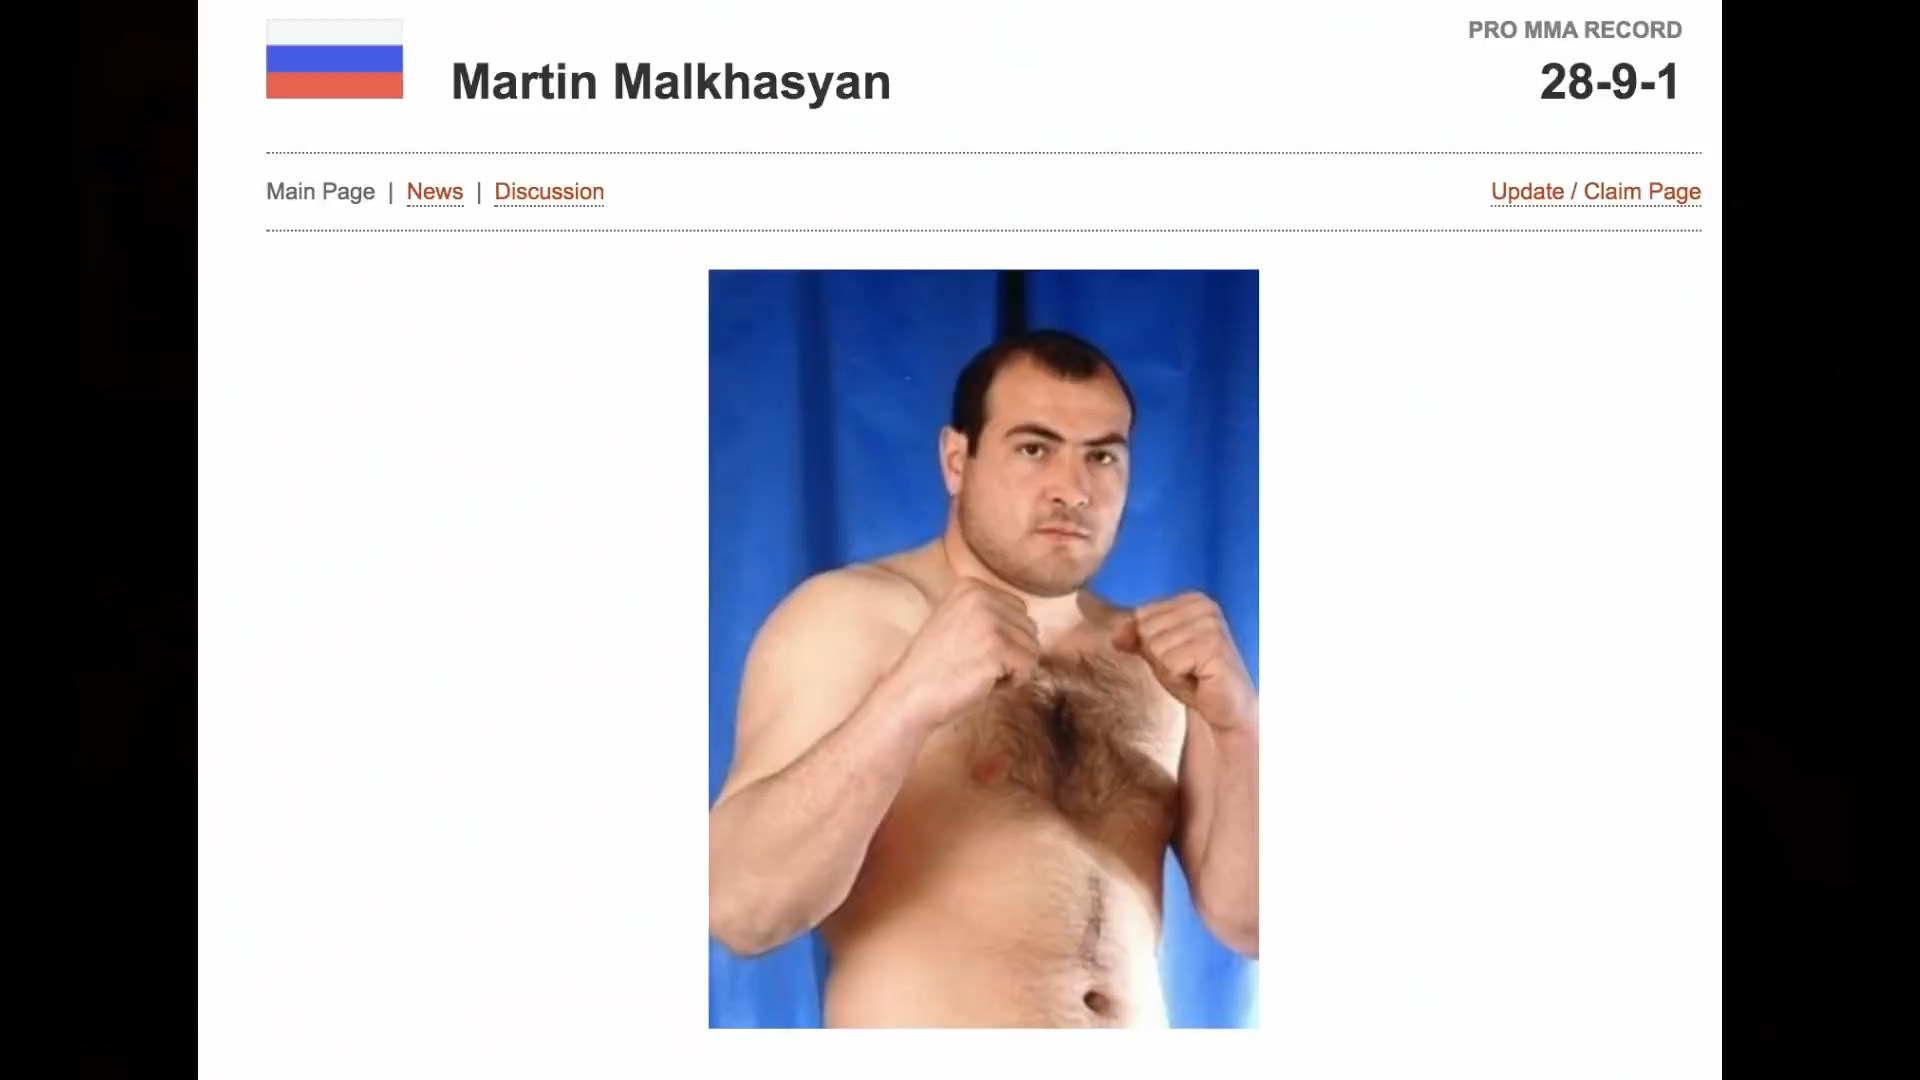 PRO MMA RECORD
Martin Malkhasyan
28-9-1
Main Page | News | Discussion
Update / Claim Page